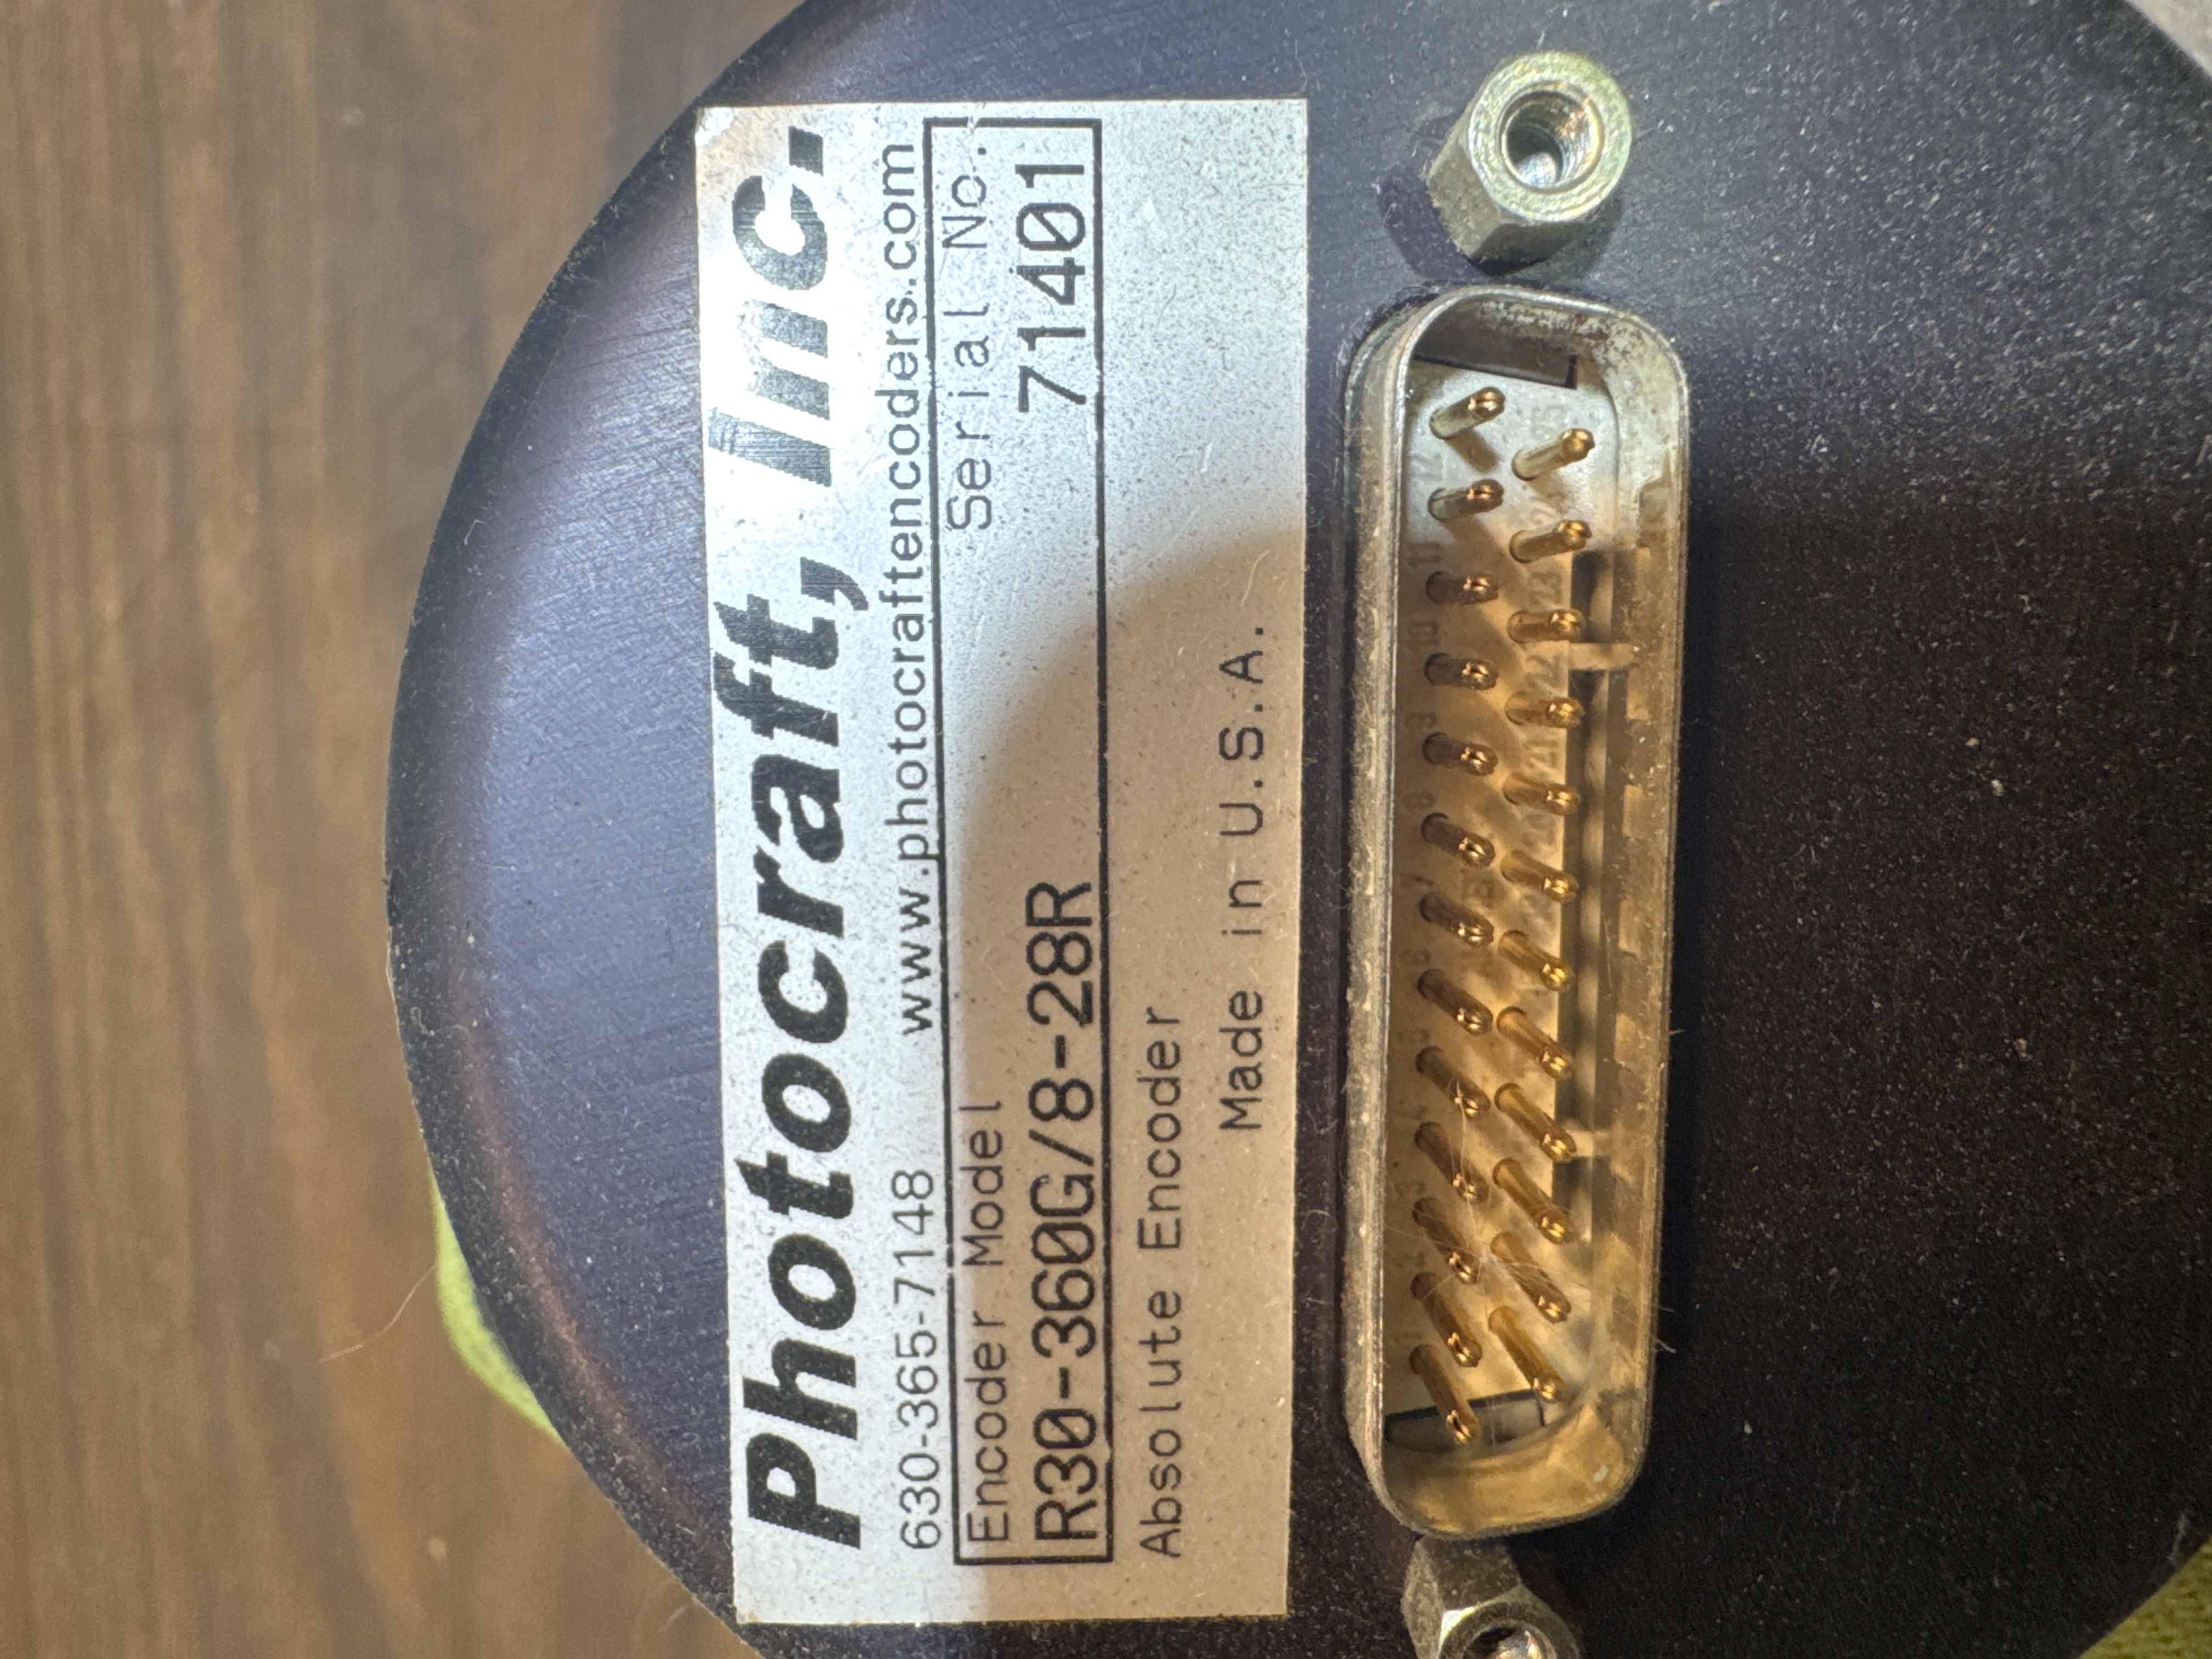 Photocraft, Inc.
630-365-7148 www.photocraftencoders.com
Encoder Model Serial No.
R30-360G/8-28R 71401
Absolute Encoder
Made in U.S.A.